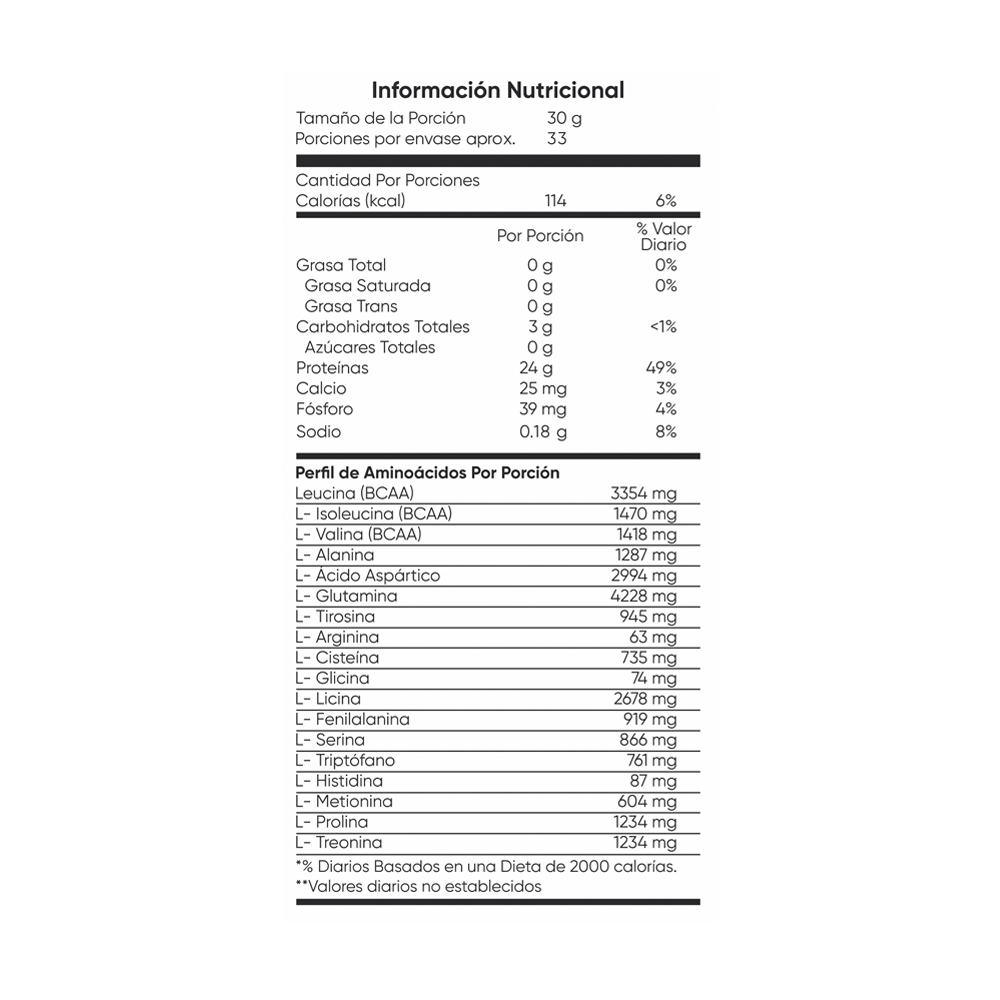 Información Nutricional
Tamaño de la Porción 30 g
Porciones por envase aprox. 33
Cantidad Por Porciones
Calorías (kcal) 114 6%
Por Porción % Valor Diario
Grasa Total 0 g 0%
Grasa Saturada 0 g 0%
Grasa Trans 0 g
Carbohidratos Totales 3 g <1%
Azúcares Totales 0 g
Proteínas 24 g 49%
Calcio 25 mg 3%
Fósforo 39 mg 4%
Sodio 0.18 g 8%
Perfil de Aminoácidos Por Porción
Leucina (BCAA) 3354 mg
L- Isoleucina (BCAA) 1470 mg
L- Valina (BCAA) 1418 mg
L- Alanina 1287 mg
L- Ácido Aspártico 2994 mg
L- Glutamina 4228 mg
L- Tirosina 945 mg
L- Arginina 63 mg
L- Cisteína 735 mg
L- Glicina 74 mg
L- Licina 2678 mg
L- Fenilalanina 919 mg
L- Serina 866 mg
L- Triptófano 761 mg
L- Histidina 87 mg
L- Metionina 604 mg
L- Prolina 1234 mg
L- Treonina 1234 mg
*% Diarios Basados en una Dieta de 2000 calorías.
**Valores diarios no establecidos